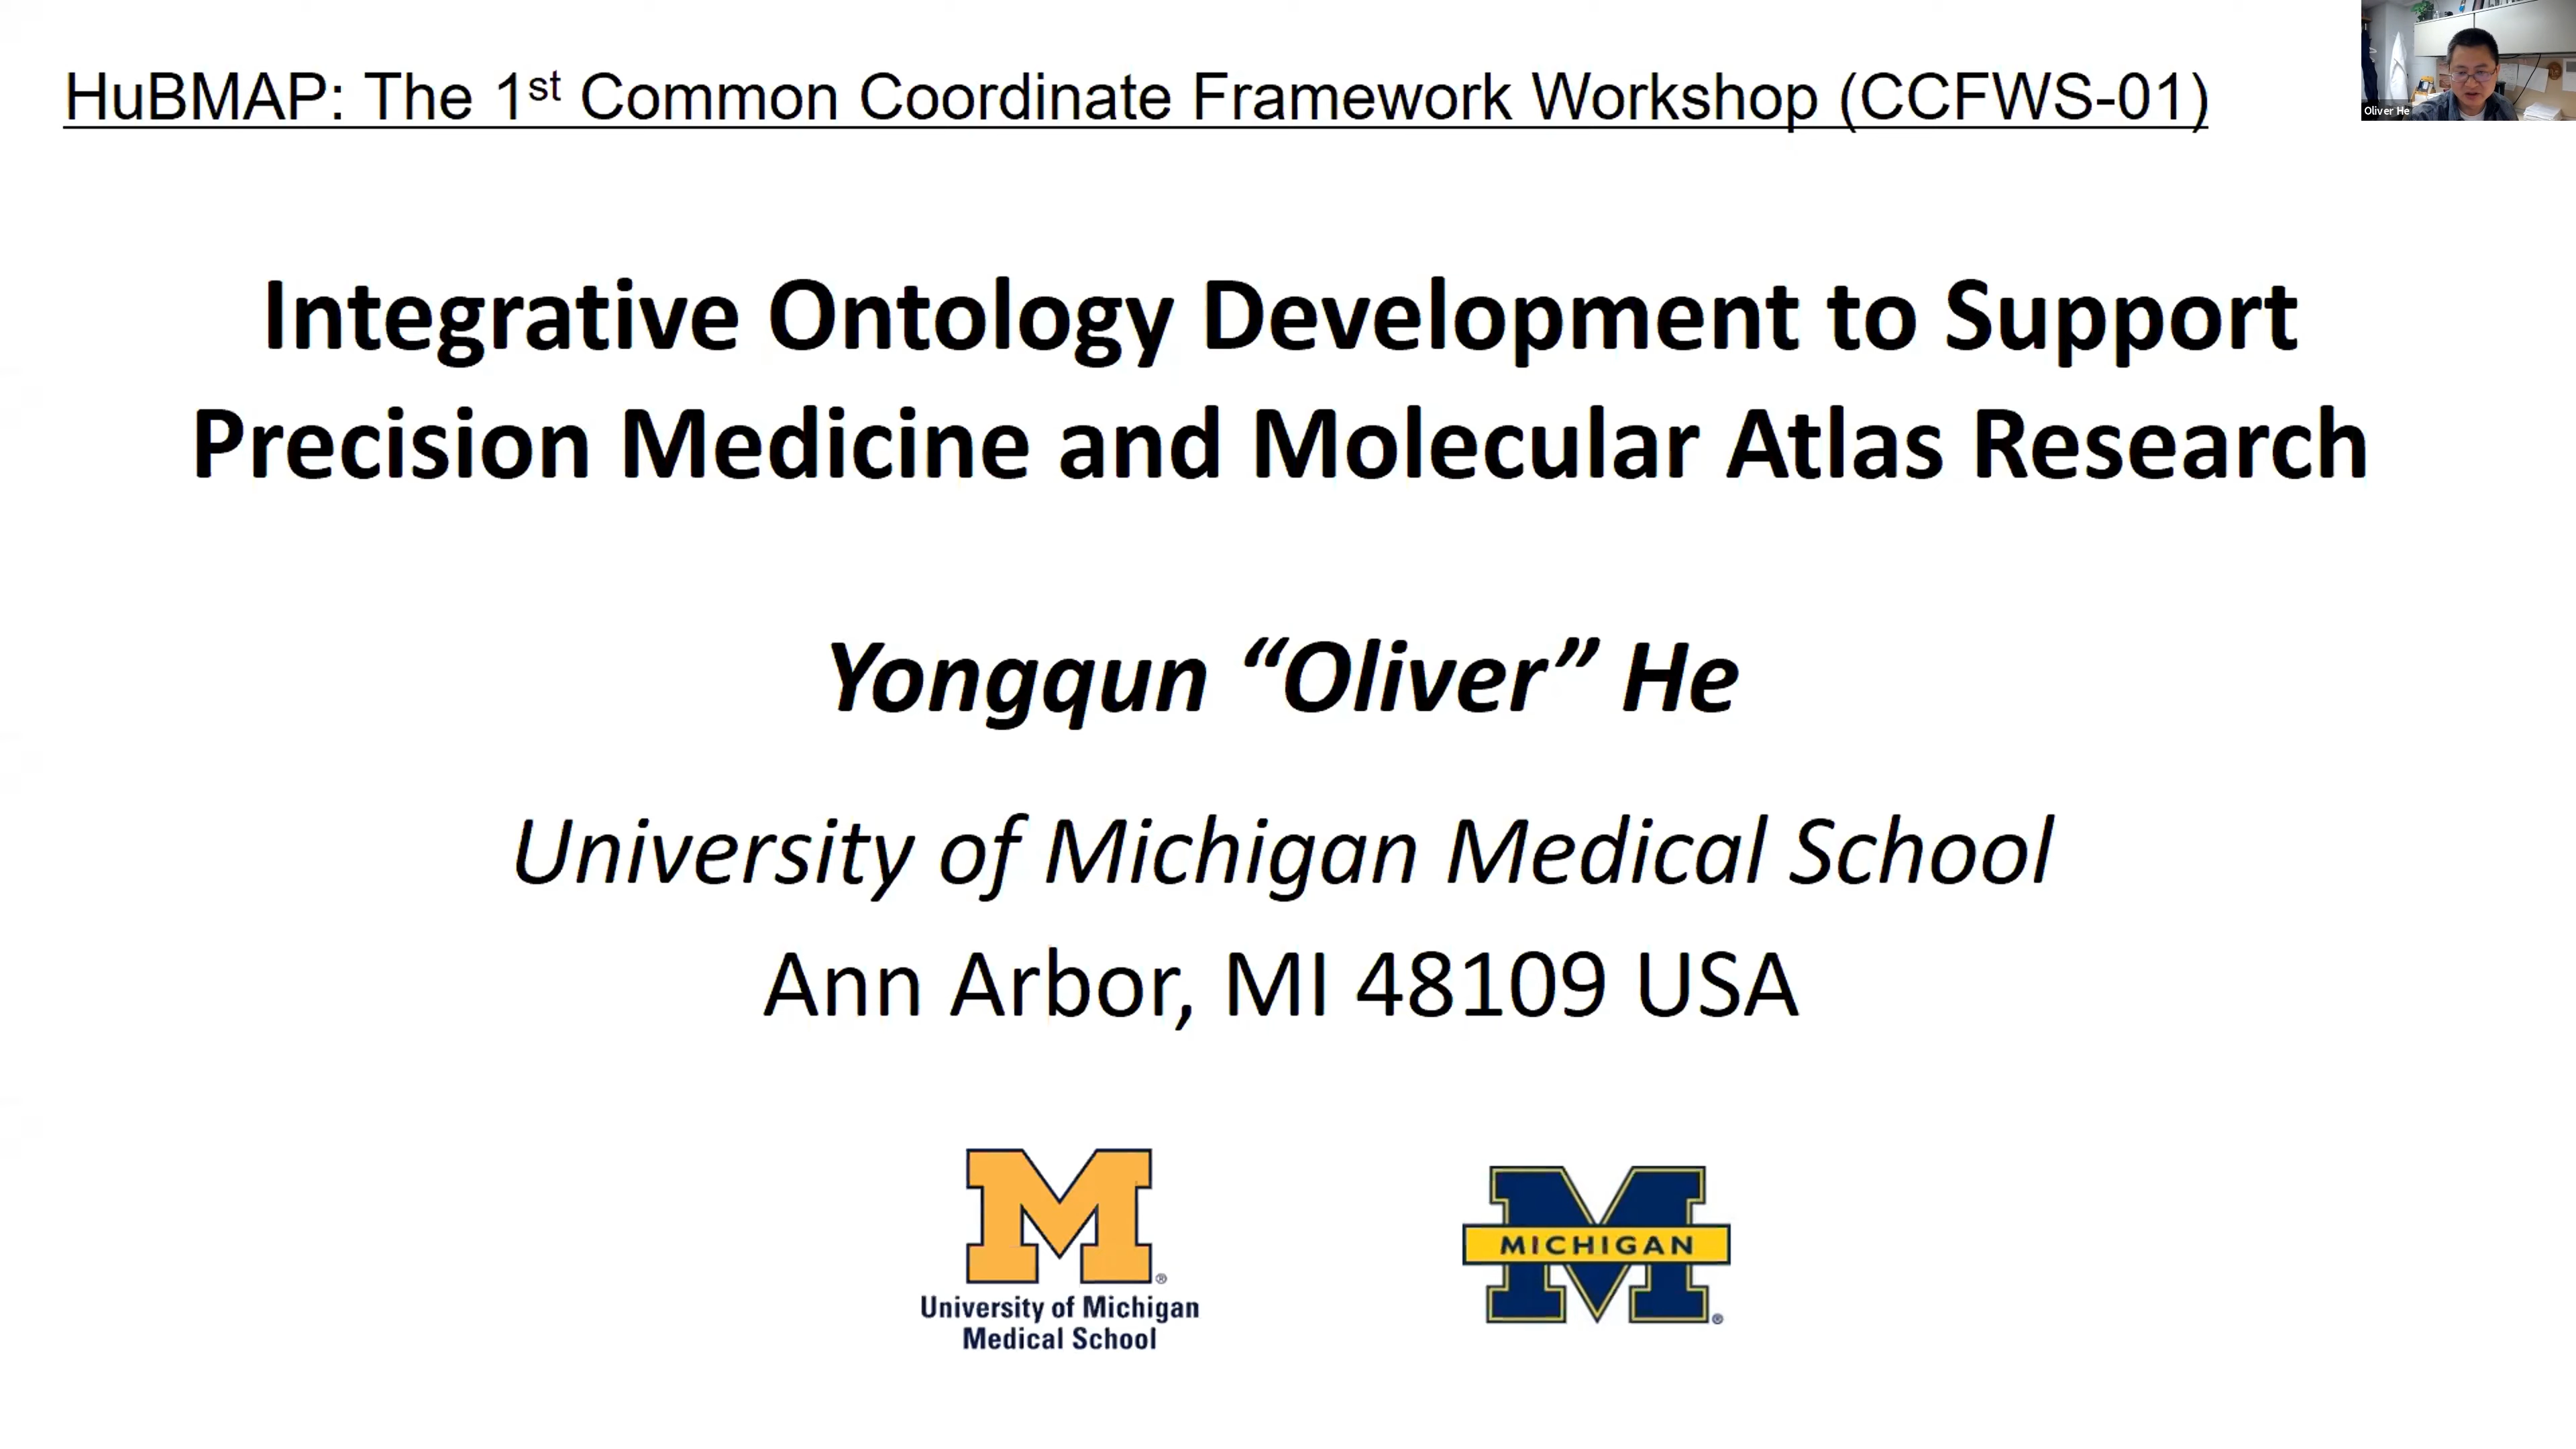 HuBMAP: The 1st Common Coordinate Framework Workshop (CCFWS-01)
Oliver He
Integrative Ontology Development to Support
Precision Medicine and Molecular Atlas Research
Yongqun “Oliver” He
University of Michigan Medical School
Ann Arbor, MI 48109 USA
M®
University of Michigan
Medical School
M
MICHIGAN
®